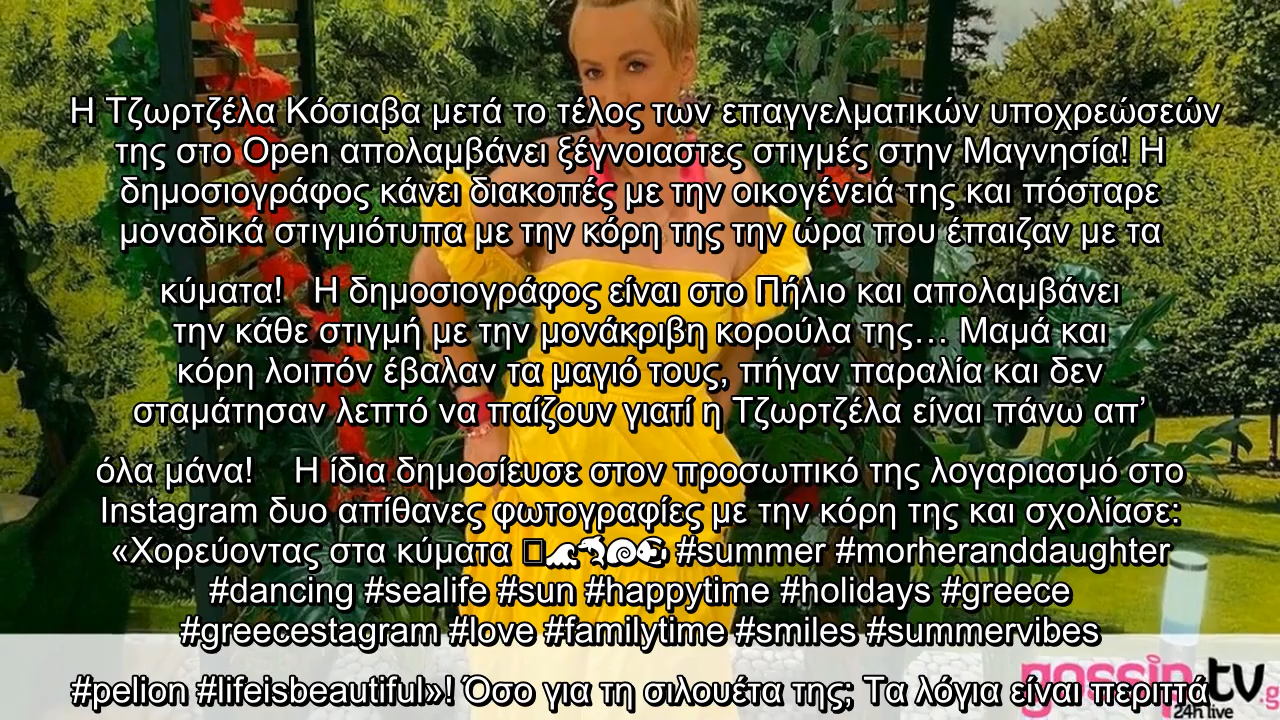 Η Τζωρτζέλα Κόσιαβα μετά το τέλος των επαγγελματικών υποχρεώσεών
της στο Open απολαμβάνει ξέγνοιαστες στιγμές στην Μαγνησία! Η
δημοσιογράφος κάνει διακοπές με την οικογένειά της και πόσταρε
μοναδικά στιγμιότυπα με την κόρη της την ώρα που έπαιζαν με τα
κύματα! Η δημοσιογράφος είναι στο Πήλιο και απολαμβάνει
την κάθε στιγμή με την μονάκριβη κορούλα της… Μαμά και
κόρη λοιπόν έβαλαν τα μαγιό τους, πήγαν παραλία και δεν
σταμάτησαν λεπτό να παίζουν γιατί η Τζωρτζέλα είναι πάνω απ’
όλα μάνα! Η ίδια δημοσίευσε στον προσωπικό της λογαριασμό στο
Instagram δυο απίθανες φωτογραφίες με την κόρη της και σχολίασε:
«Χορεύοντας στα κύματα 🌊🐬🐚 #summer #morheranddaughter
#dancing #sealife #sun #happytime #holidays #greece
#greecestagram #love #familytime #smiles #summervibes
#pelion #lifeisbeautiful»! Όσο για τη σιλουέτα της; Τα λόγια είναι περιττά
gossip-tv.g
24h live